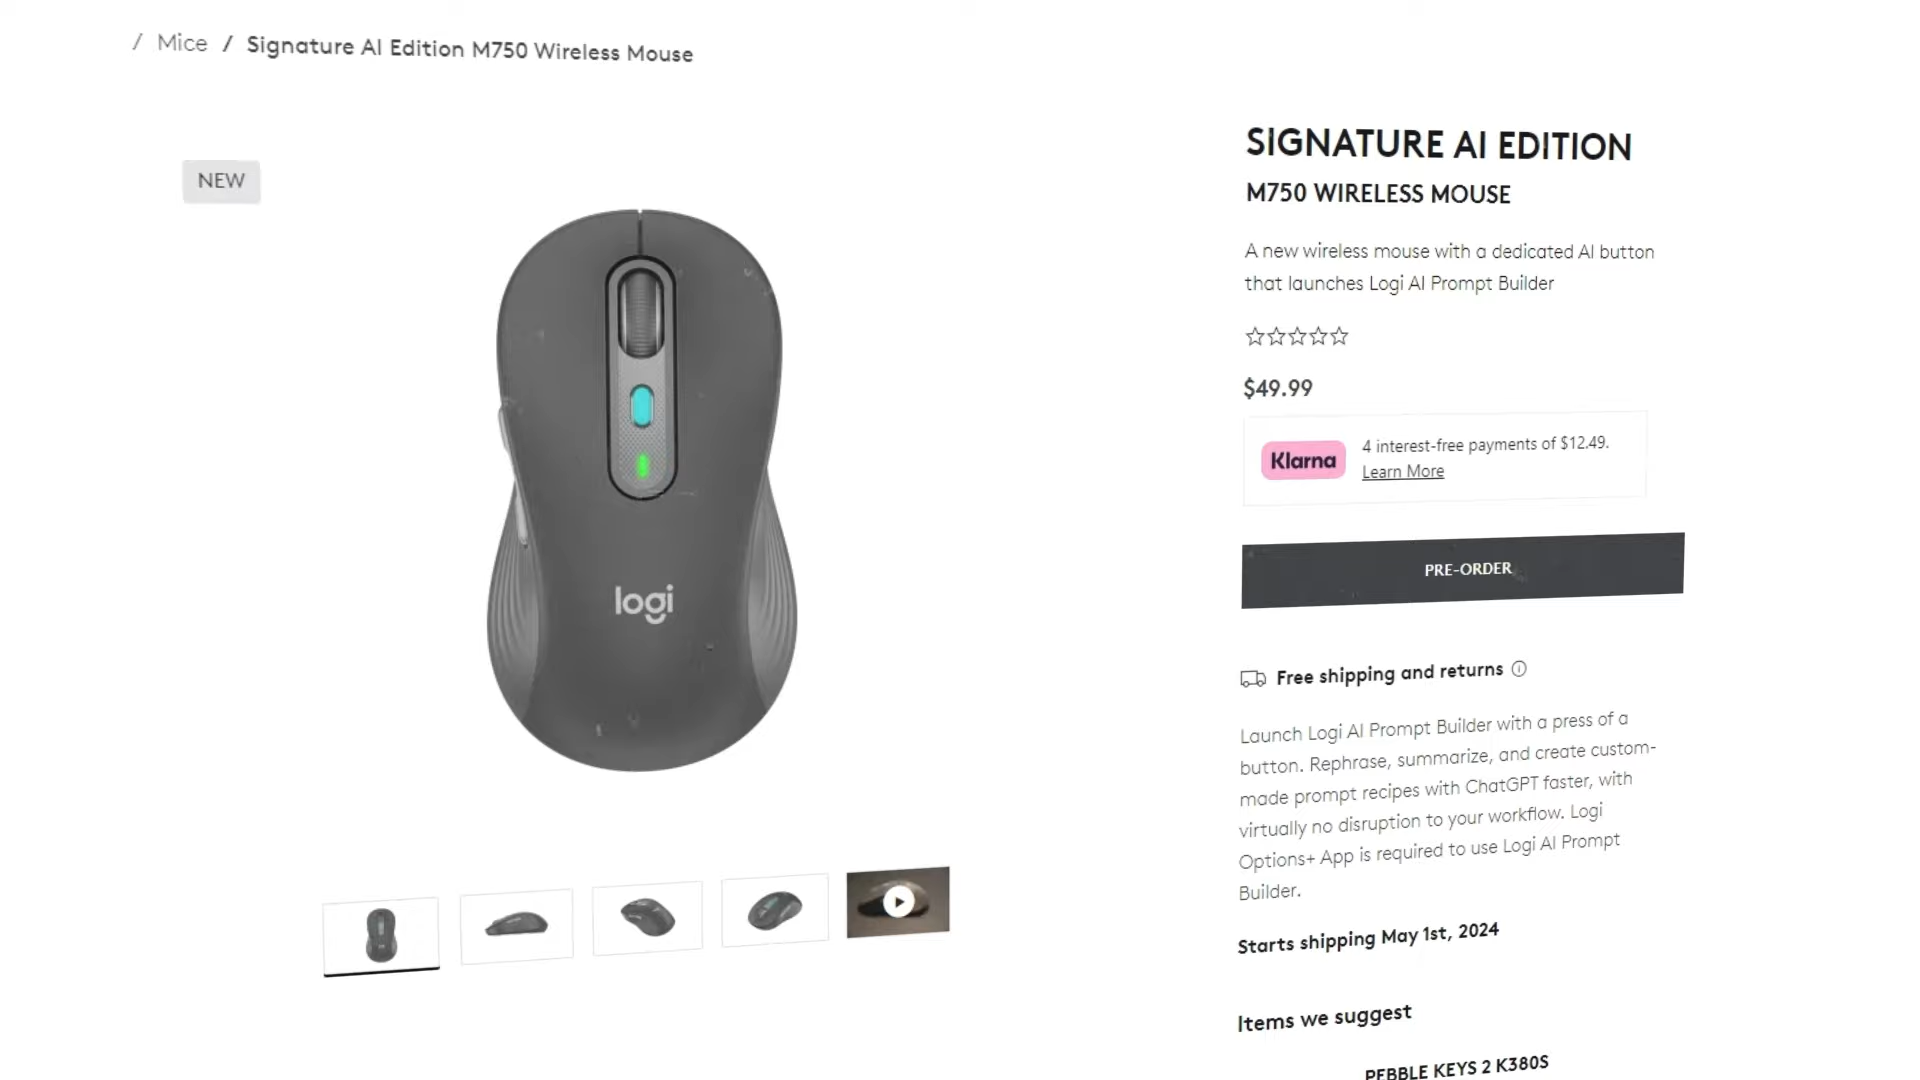 / Mice / Signature AI Edition M750 Wireless Mouse
NEW
logi
SIGNATURE AI EDITION
M750 WIRELESS MOUSE
A new wireless mouse with a dedicated AI button
that launches Logi AI Prompt Builder
$49.99
Klarna
4 interest-free payments of $12.49.
Learn More
PRE-ORDER
Free shipping and returns
Launch Logi AI Prompt Builder with a press of a
button. Rephrase, summarize, and create custom-
made prompt recipes with ChatGPT faster, with
virtually no disruption to your workflow. Logi
Options+ App is required to use Logi AI Prompt
Builder.
Starts shipping May 1st, 2024
Items we suggest
PEBBLE KEYS 2 K380S